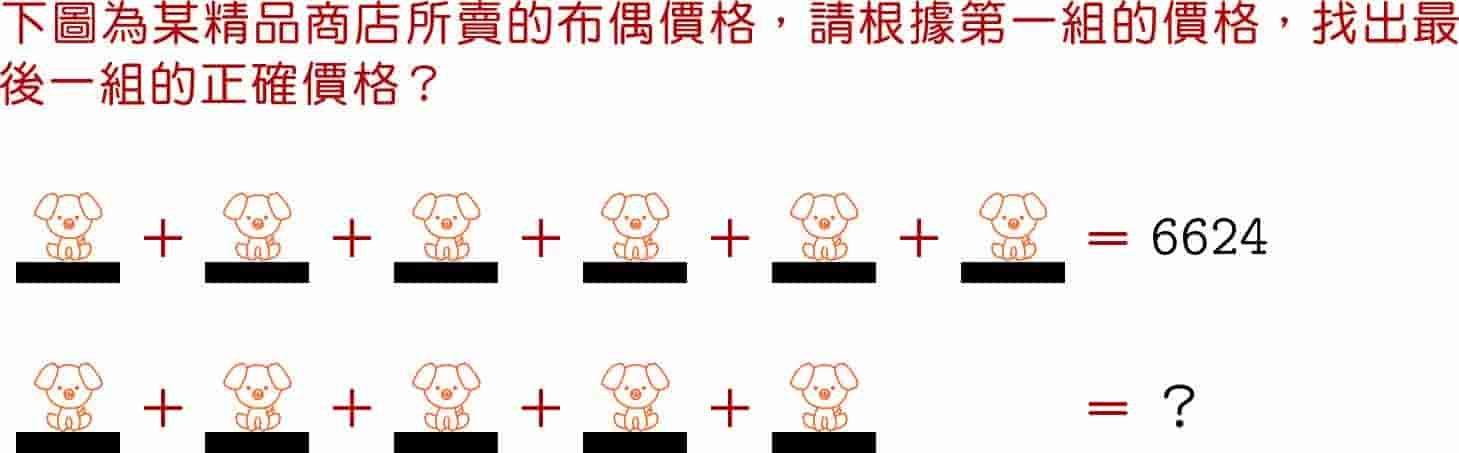 下圖為某精品商店所賣的布偶價格，請根據第一組的價格，找出最
後一組的正確價格？
+ + + + + = 6624
+ + + + = ?